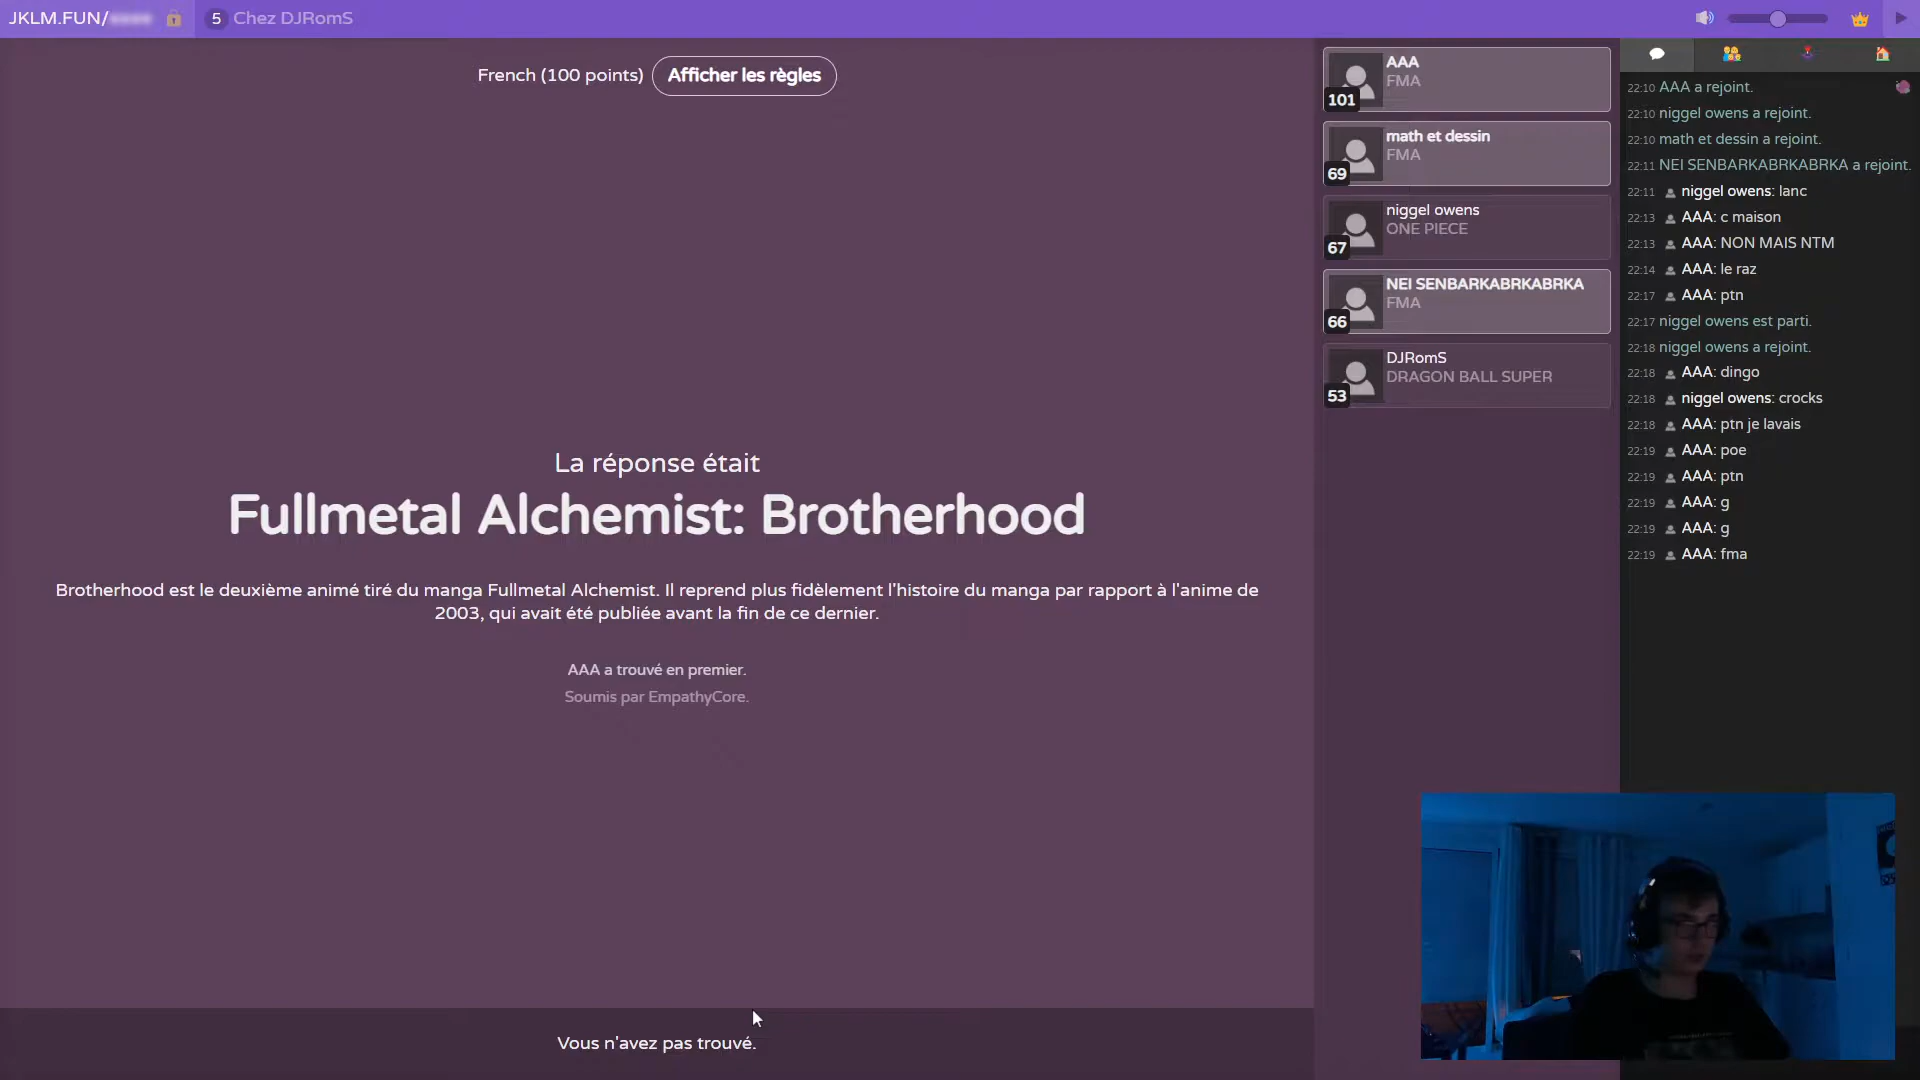 JKLM.FUN/
5 Chez DJRomS
French (100 points) Afficher les règles
La réponse était
Fullmetal Alchemist: Brotherhood
Brotherhood est le deuxième animé tiré du manga Fullmetal Alchemist. Il reprend plus fidèlement l'histoire du manga par rapport à l'anime de
2003, qui avait été publiée avant la fin de ce dernier.
AAA a trouvé en premier.
Soumis par EmpathyCore.
Vous n'avez pas trouvé.
AAA
FMA
101
math et dessin
FMA
69
niggel owens
ONE PIECE
67
NEI SENBARKABRKABRKA
FMA
66
DJRomS
DRAGON BALL SUPER
53
22:10 AAA a rejoint.
22:10 niggel owens a rejoint.
22:10 math et dessin a rejoint.
22:11 NEI SENBARKABRKABRKA a rejoint.
22:11 niggel owens: lanc
22:13 AAA: c maison
22:13 AAA: NON MAIS NTM
22:14 AAA: le raz
22:17 AAA: ptn
22:17 niggel owens est parti.
22:18 niggel owens a rejoint.
22:18 AAA: dingo
22:18 niggel owens: crocks
22:18 AAA: ptn je lavais
22:19 AAA: poe
22:19 AAA: ptn
22:19 AAA: g
22:19 AAA: g
22:19 AAA: fma